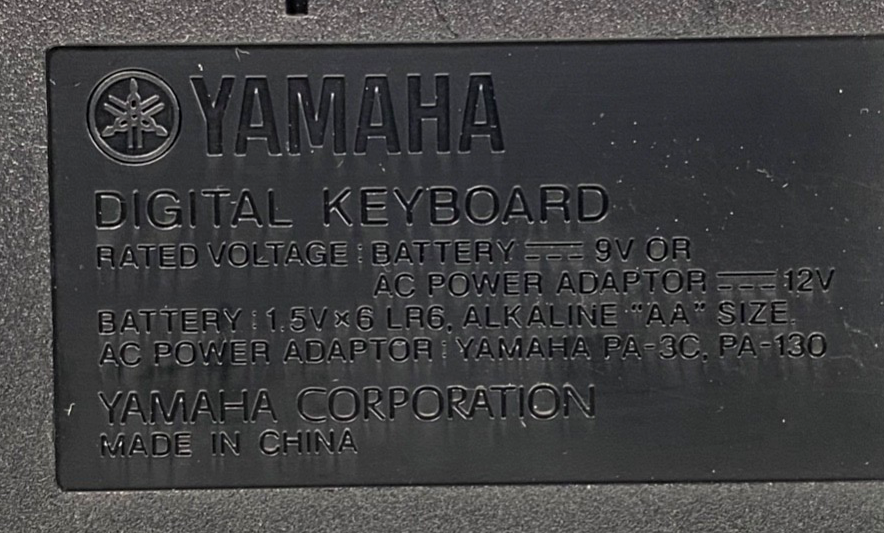 YAMAHA
DIGITAL KEYBOARD
RATED VOLTAGE : BATTERY ⎓ 9V OR
AC POWER ADAPTOR ⎓ 12V
BATTERY : 1.5V×6 LR6, ALKALINE "AA" SIZE.
AC POWER ADAPTOR : YAMAHA PA-3C, PA-130
YAMAHA CORPORATION
MADE IN CHINA